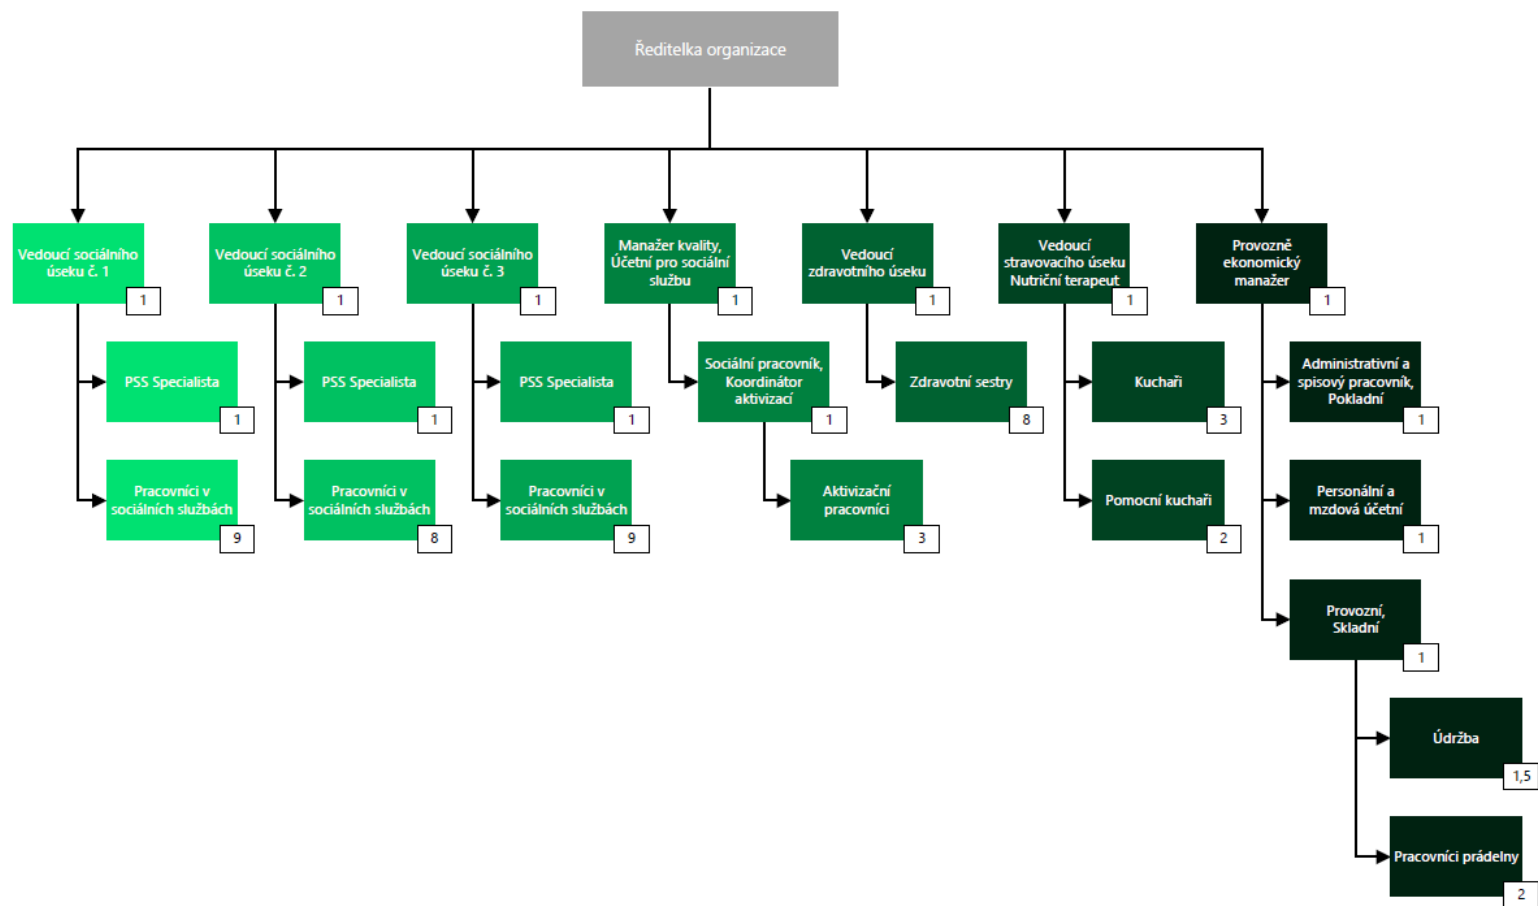 Ředitelka organizace
Vedoucí sociálního
úseku č. 1
1
Vedoucí sociálního
úseku č. 2
1
Vedoucí sociálního
úseku č. 3
1
Manažer kvality,
Účetní pro sociální
službu
1
Vedoucí
zdravotního úseku
1
Vedoucí
stravovacího úseku
Nutriční terapeut
1
Provozně
ekonomický
manažer
1
PSS Specialista
1
PSS Specialista
1
PSS Specialista
1
Sociální pracovník,
Koordinátor
aktivizací
1
Zdravotní sestry
8
Kuchaři
3
Administrativní a
spisový pracovník,
Pokladní
1
Pracovníci v
sociálních službách
9
Pracovníci v
sociálních službách
8
Pracovníci v
sociálních službách
9
Aktivizační
pracovníci
3
Pomocní kuchaři
2
Personální a
mzdová účetní
1
Provozní,
Skladní
1
Údržba
1,5
Pracovníci prádelny
2